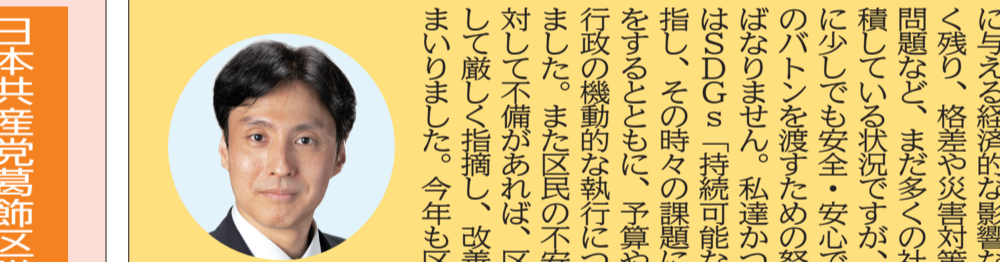 に与える経済的な影響
く残り、格差や災害対策
問題など、まだ多くの社
積している状況ですが、
に少しでも安全・安心で
のバトンを渡すための努
ばなりません。私達かつ
はＳＤＧｓ「持続可能な
指し、その時々の課題に
をするとともに、予算や
行政の機動的な執行につ
ました。また区民の不安
対して不備があれば、区
して厳しく指摘し、改善
まいりました。今年も区
日本共産党葛飾区